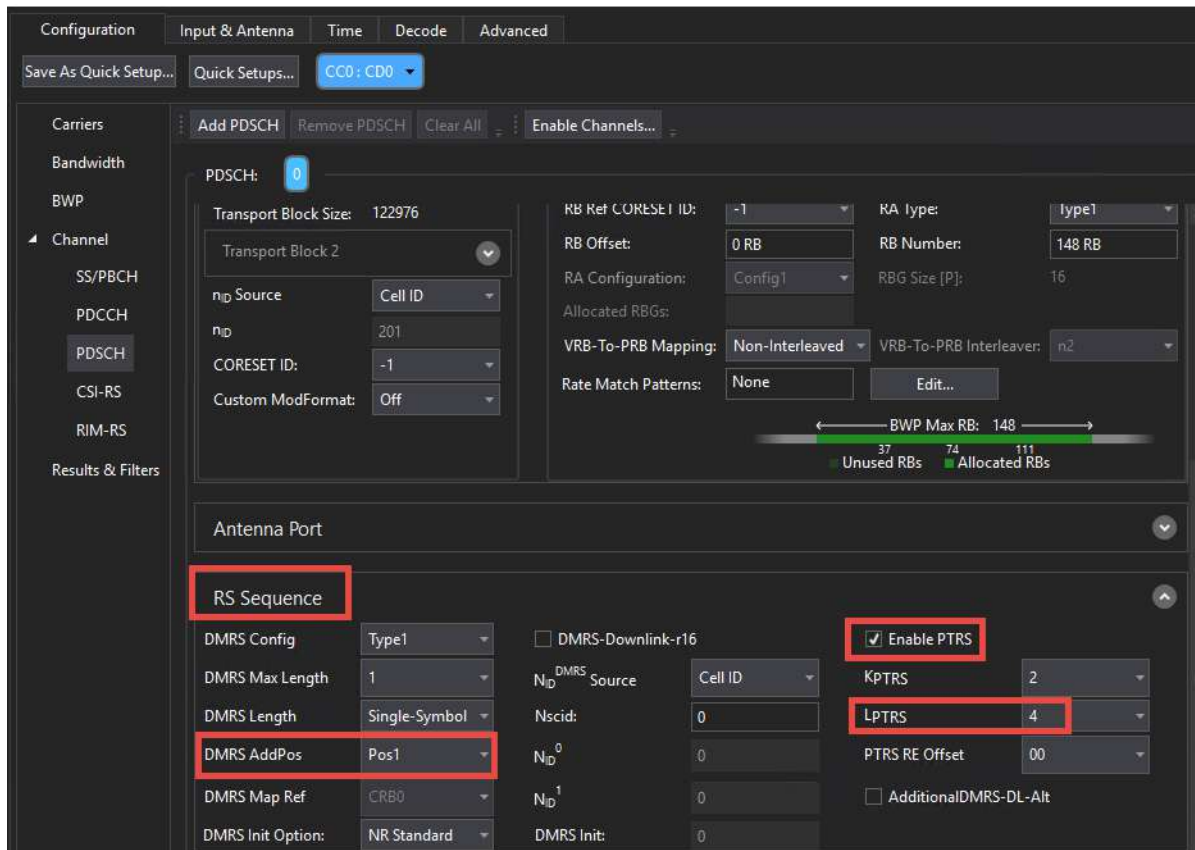 Configuration
Input & Antenna
Time
Decode
Advanced
Save As Quick Setup...
Quick Setups...
CC0 : CD0
Carriers
Bandwidth
BWP
Channel
SS/PBCH
PDCCH
PDSCH
CSI-RS
RIM-RS
Results & Filters
Add PDSCH
Remove PDSCH
Clear All
Enable Channels...
PDSCH: 0
Transport Block Size: 122976
Transport Block 2
nID Source Cell ID
nID 201
CORESET ID: -1
Custom ModFormat: Off
RB Ref CORESET ID: -1 RA Type: Type1
RB Offset: 0 RB RB Number: 148 RB
RA Configuration: Config1 RBG Size [P]: 16
Allocated RBGs:
VRB-To-PRB Mapping: Non-Interleaved VRB-To-PRB Interleaver: n2
Rate Match Patterns: None Edit...
BWP Max RB: 148
37 74 111
Unused RBs Allocated RBs
Antenna Port
RS Sequence
DMRS Config Type1 DMRS-Downlink-r16 Enable PTRS
DMRS Max Length 1 NID^DMRS Source Cell ID KPTRS 2
DMRS Length Single-Symbol Nscid: 0 LPTRS 4
DMRS AddPos Pos1 NID^0 0 PTRS RE Offset 00
DMRS Map Ref CRB0 NID^1 0 AdditionalDMRS-DL-Alt
DMRS Init Option: NR Standard DMRS Init: 0